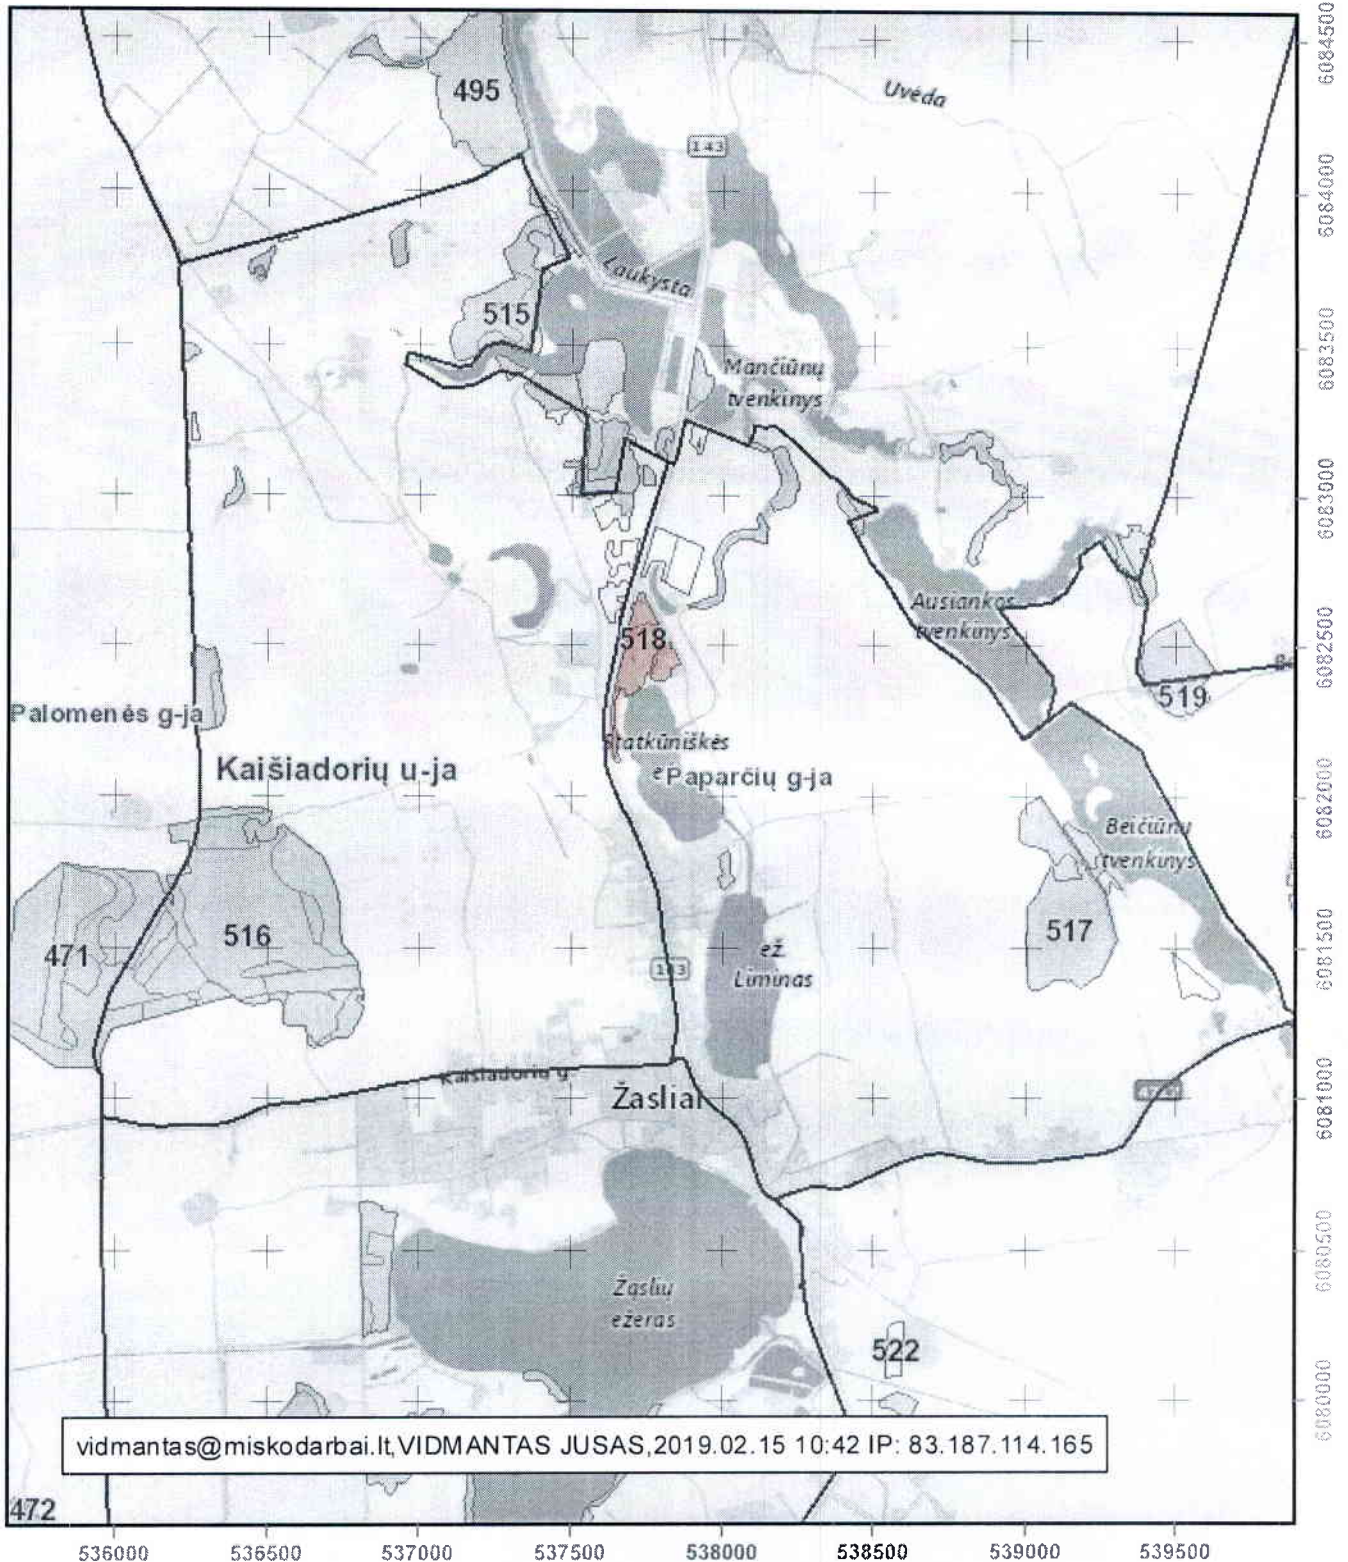 6084500
495
Uvėda
143
6084000
Laukysta
515
6083500
Mančiūnų
tvenkinys
6083000
Ausiankos
tvenkinys
518
6082500
519
Palomenės g-ja
Statkūniškės
Kaišiadorių u-ja
e Paparčių g-ja
6082000
Beičiūnų
tvenkinys
516
517
471
6081500
ež.
Liminas
143
Kaišiadorių g.
Žasliai
6081000
6080500
Žąslių
ežeras
522
6080000
vidmantas@miskodarbai.lt,VIDMANTAS JUSAS,2019.02.15 10:42 IP: 83.187.114.165
472
536000 536500 537000 537500 538000 538500 539000 539500